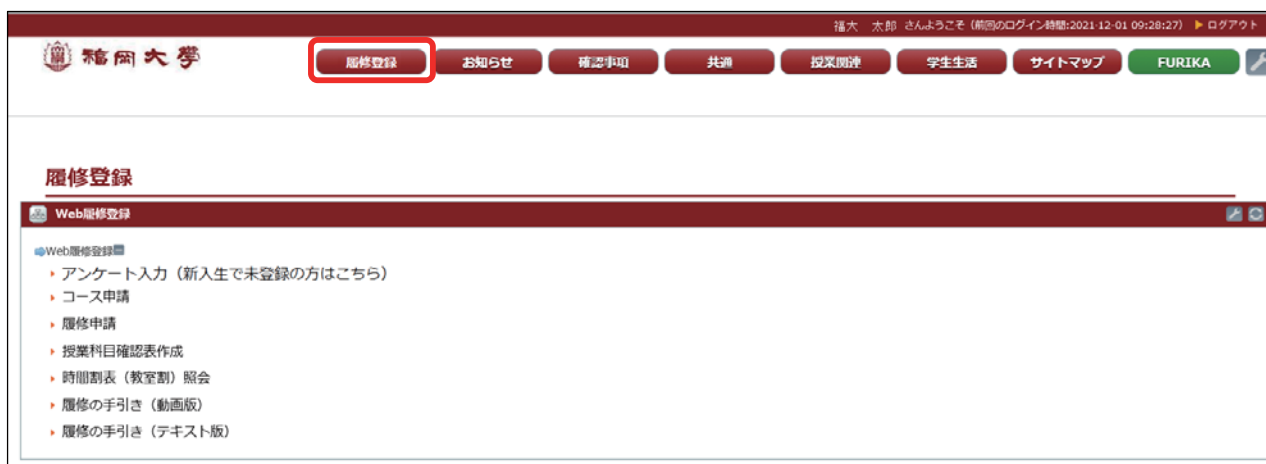 福大 太郎 さんようこそ（前回のログイン時間:2021-12-01 09:28:27） ログアウト
福岡大學
履修登録 お知らせ 確認事項 共通 授業関連 学生生活 サイトマップ FURIKA
履修登録
Web履修登録
Web履修登録
アンケート入力（新入生で未登録の方はこちら）
コース申請
履修申請
授業科目確認表作成
時間割表（教室割）照会
履修の手引き（動画版）
履修の手引き（テキスト版）